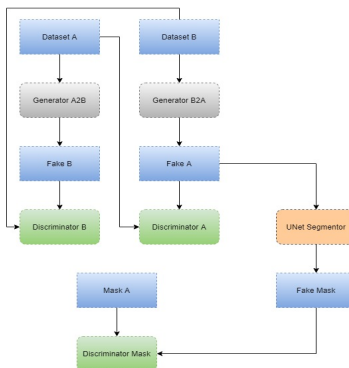 Dataset A
Dataset B
Generator A2B
Generator B2A
Fake B
Fake A
Discriminator B
Discriminator A
UNet Segmentor
Mask A
Fake Mask
Discriminator Mask